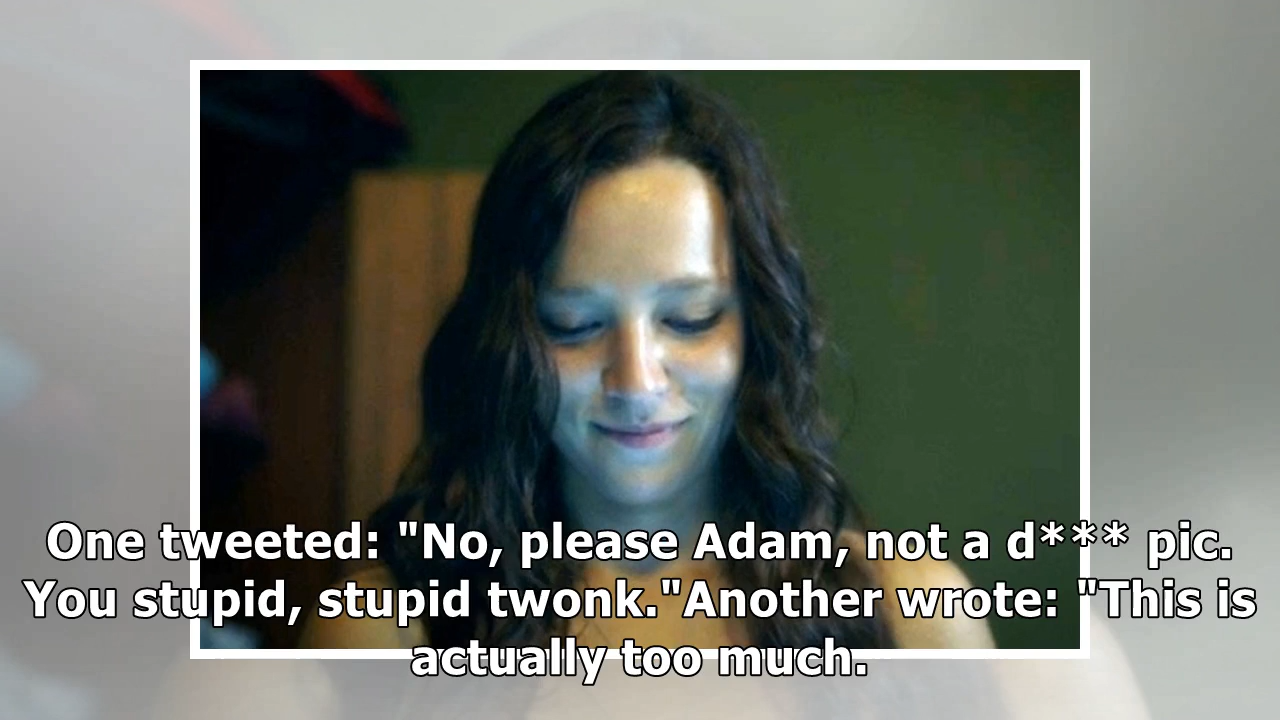 One tweeted: "No, please Adam, not a d*** pic.
You stupid, stupid twonk."Another wrote: "This is
actually too much.